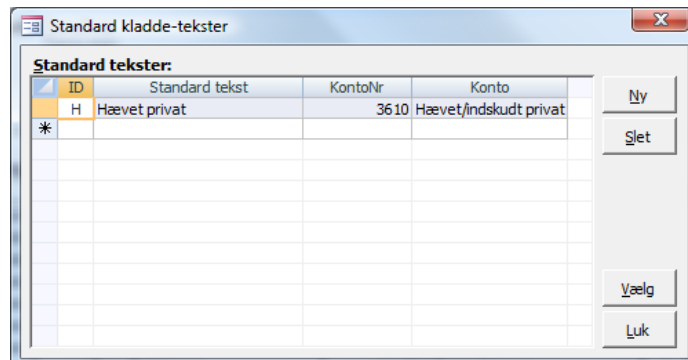 Standard kladde-tekster
Standard tekster:
ID Standard tekst KontoNr Konto
H Hævet privat 3610 Hævet/indskudt privat
Ny
Slet
Vælg
Luk